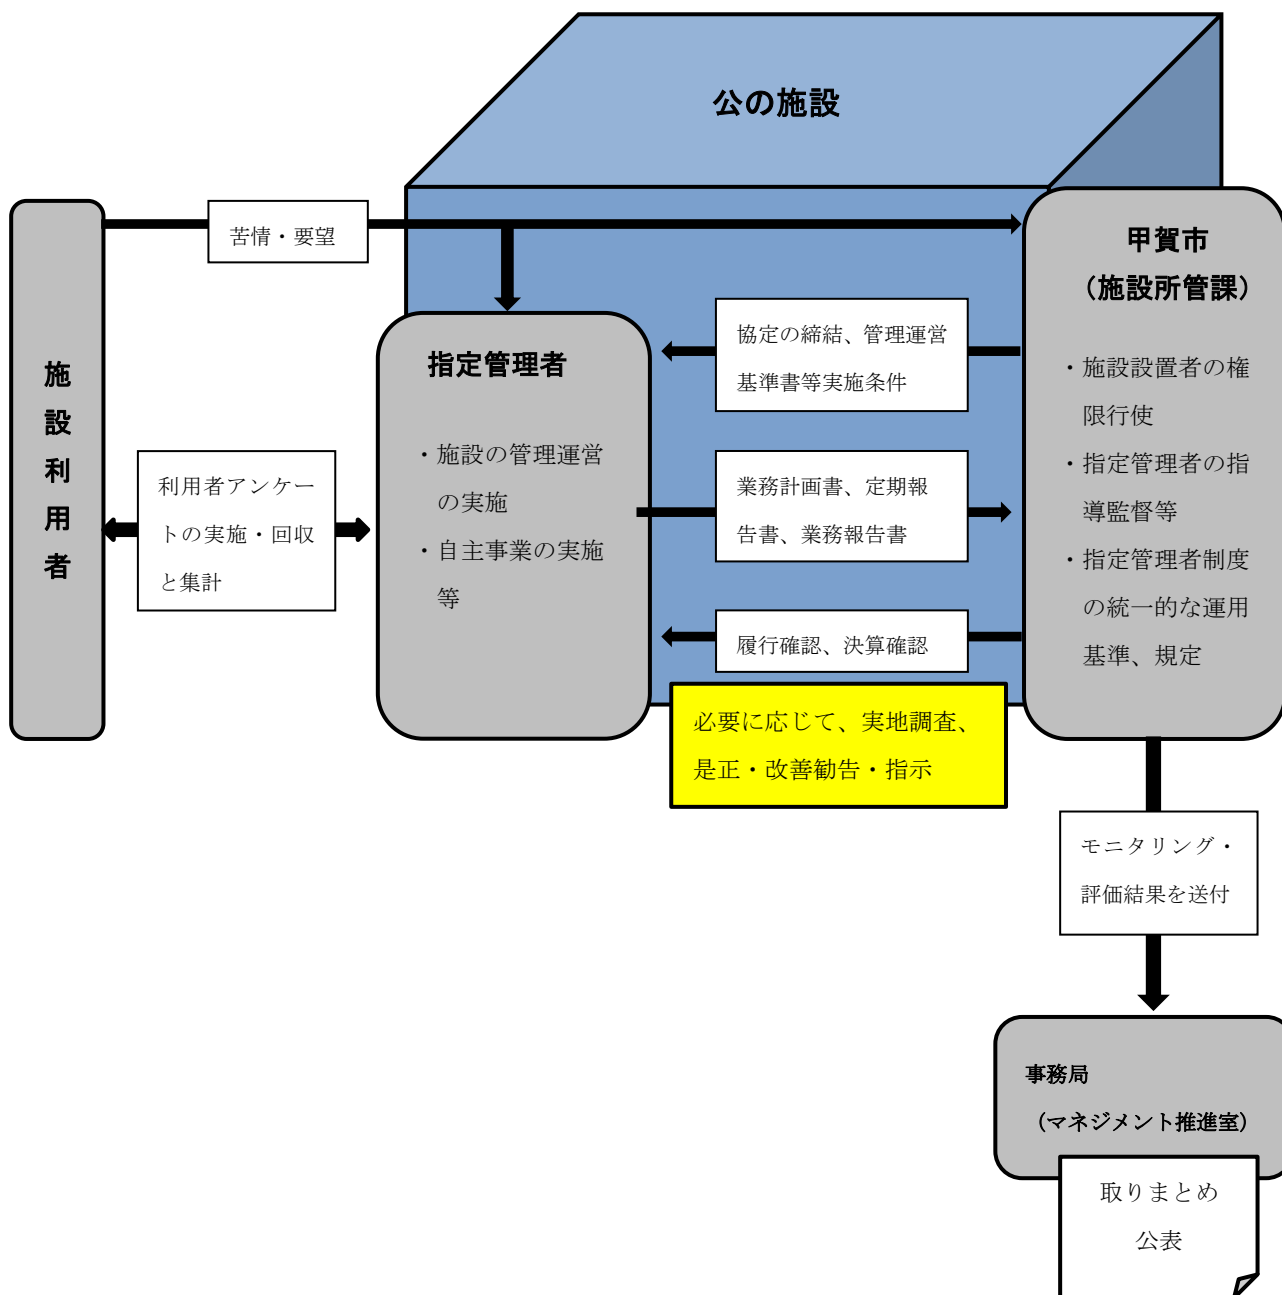 公の施設
苦情・要望
甲賀市
（施設所管課）
・施設設置者の権
限行使
・指定管理者の指
導監督等
・指定管理者制度
の統一的な運用
基準、規定
施設利用者
指定管理者
・施設の管理運営
の実施
・自主事業の実施
等
利用者アンケー
トの実施・回収
と集計
協定の締結、管理運営
基準書等実施条件
業務計画書、定期報
告書、業務報告書
履行確認、決算確認
必要に応じて、実地調査、
是正・改善勧告・指示
モニタリング・
評価結果を送付
事務局
（マネジメント推進室）
取りまとめ
公表